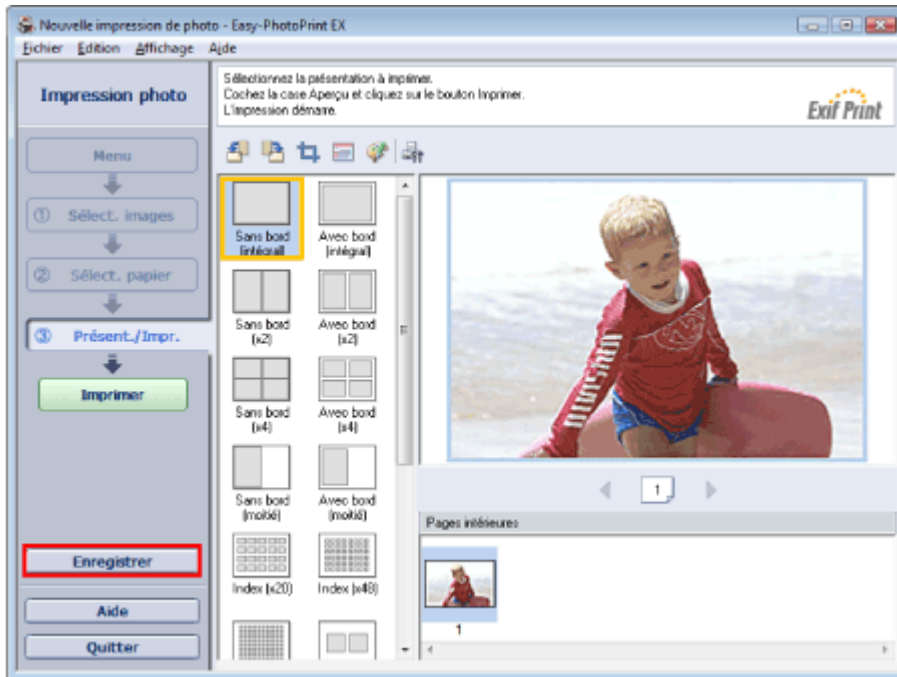 Nouvelle impression de photo - Easy-PhotoPrint EX
Fichier Edition Affichage Aide
Impression photo
Sélectionnez la présentation à imprimer.
Cochez la case Aperçu et cliquez sur le bouton Imprimer.
L'impression démarre.
Exif Print
Menu
① Sélect. images
② Sélect. papier
③ Présent./Impr.
Imprimer
Enregistrer
Aide
Quitter
Sans bord (intégral)
Avec bord (intégral)
Sans bord (x2)
Avec bord (x2)
Sans bord (x4)
Avec bord (x4)
Sans bord (moitié)
Avec bord (moitié)
Index (x20)
Index (x48)
1
Pages intérieures
1